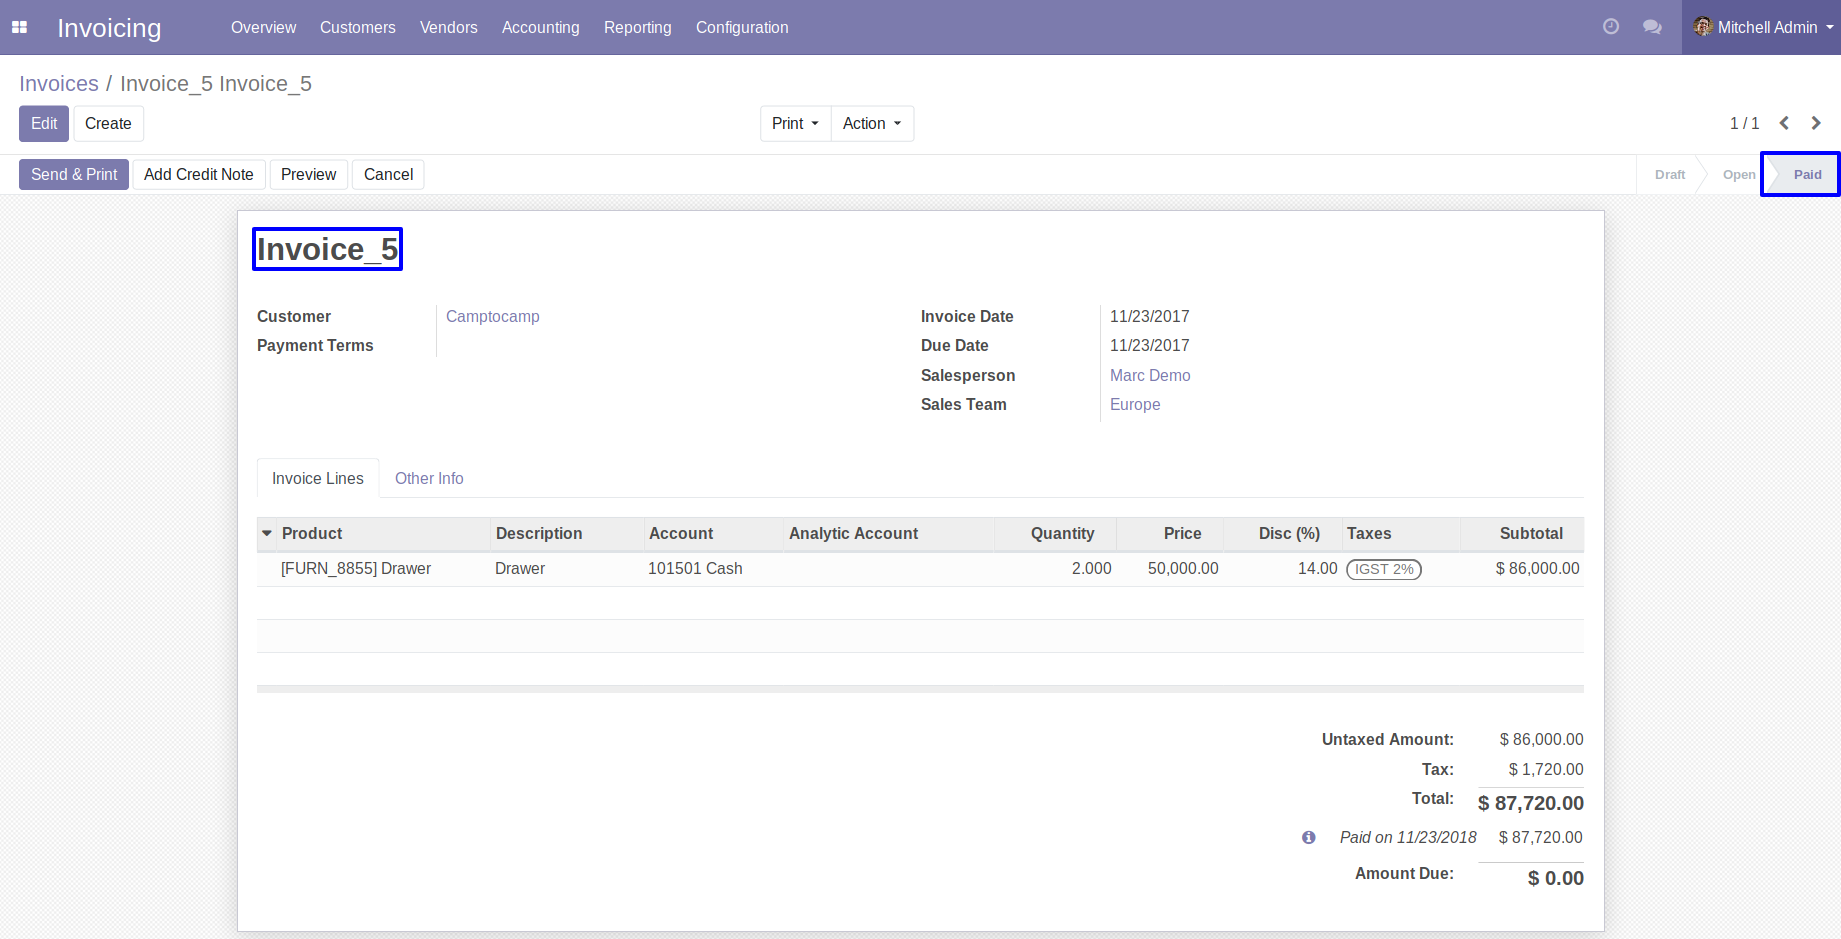 Invoicing Overview Customers Vendors Accounting Reporting Configuration Mitchell Admin
Invoices / Invoice_5 Invoice_5
Edit Create Print Action 1 / 1
Send & Print Add Credit Note Preview Cancel Draft Open Paid
Invoice_5
Customer Camptocamp Invoice Date 11/23/2017
Payment Terms Due Date 11/23/2017
Salesperson Marc Demo
Sales Team Europe
Invoice Lines Other Info
Product Description Account Analytic Account Quantity Price Disc (%) Taxes Subtotal
[FURN_8855] Drawer Drawer 101501 Cash 2.000 50,000.00 14.00 IGST 2% $ 86,000.00
Untaxed Amount: $ 86,000.00
Tax: $ 1,720.00
Total: $ 87,720.00
Paid on 11/23/2018 $ 87,720.00
Amount Due: $ 0.00